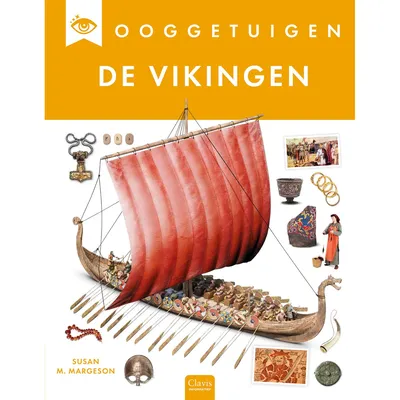 OOGGETUIGEN
DE VIKINGEN
SUSAN
M. MARGESON
Clavis